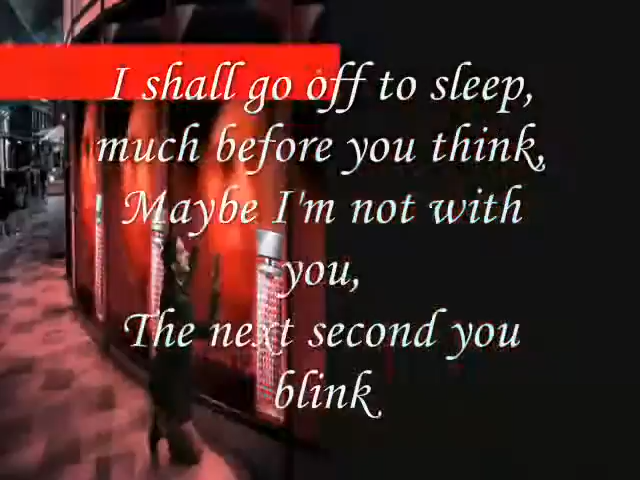 I shall go off to sleep,
much before you think,
Maybe I'm not with
you,
The next second you
blink